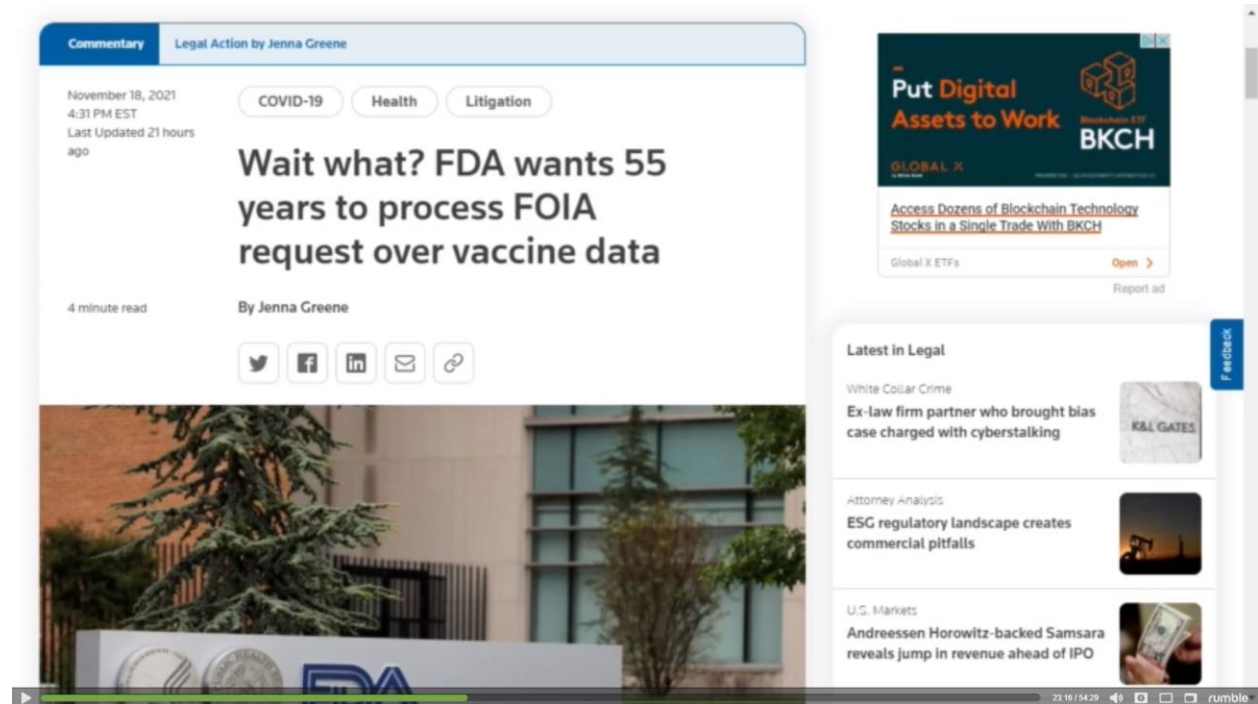 Commentary
Legal Action by Jenna Greene
November 18, 2021
4:31 PM EST
Last Updated 21 hours
ago
COVID-19
Health
Litigation
Wait what? FDA wants 55
years to process FOIA
request over vaccine data
4 minute read
By Jenna Greene
FDA
Put Digital
Assets to Work
Blockchain ETF
BKCH
GLOBAL X
Access Dozens of Blockchain Technology
Stocks in a Single Trade With BKCH
Global X ETFs
Open
Report ad
Feedback
Latest in Legal
White Collar Crime
Ex-law firm partner who brought bias
case charged with cyberstalking
K&L GATES
Attorney Analysis
ESG regulatory landscape creates
commercial pitfalls
U.S. Markets
Andreessen Horowitz-backed Samsara
reveals jump in revenue ahead of IPO
23:16 / 54:29
rumble